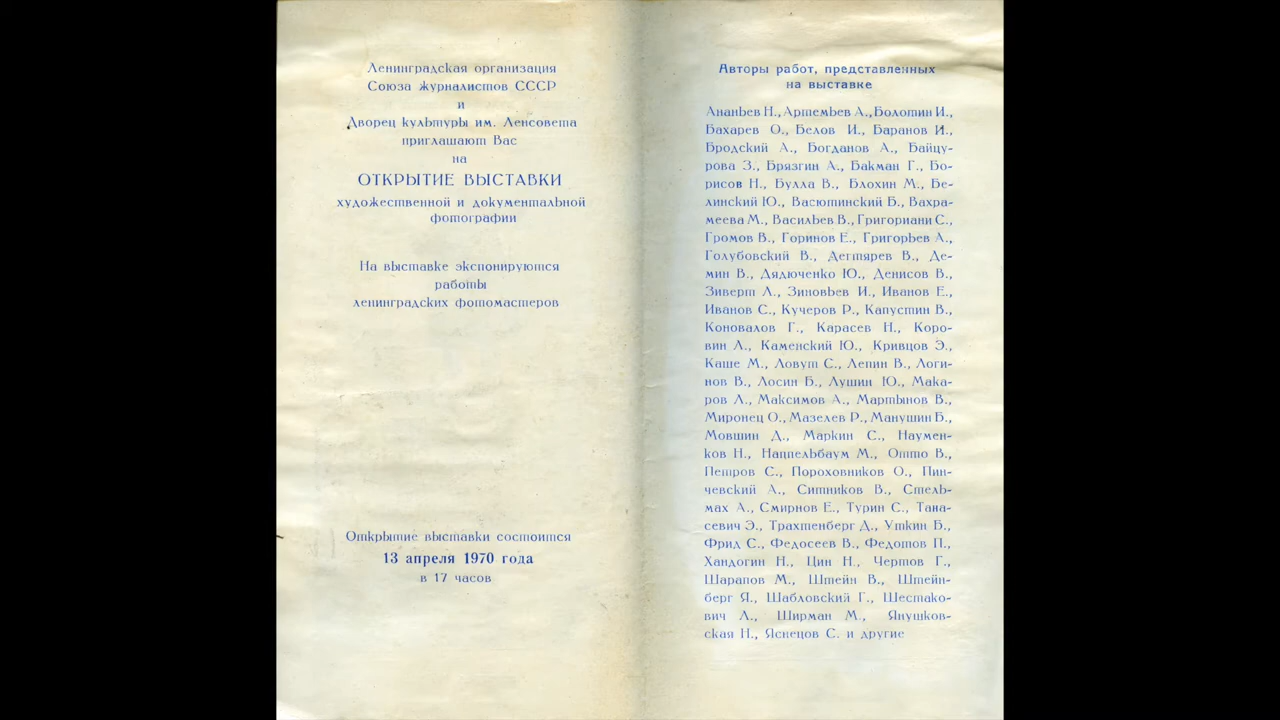 Ленинградская организация
Союза журналистов СССР
и
Дворец культуры им. Ленсовета
приглашают Вас
на
ОТКРЫТИЕ ВЫСТАВКИ
художественной и документальной
фотографии
На выставке экспонируются
работы
ленинградских фотомастеров
Открытие выставки состоится
13 апреля 1970 года
в 17 часов
Авторы работ, представленных
на выставке
Ананьев Н., Артемьев А., Болотин И.,
Бахарев О., Белов И., Баранов И.,
Бродский А., Богданов А., Байцу-
рова З., Брязгин А., Бакман Г., Бо-
рисов Н., Булла В., Блохин М., Бе-
линский Ю., Васютинский Б., Вахра-
меева М., Васильев В., Григориани С.,
Громов В., Горинов Е., Григорьев А.,
Голубовский В., Дегтярев В., Де-
мин В., Дядюченко Ю., Денисов В.,
Зиверт Л., Зиновьев И., Иванов Е.,
Иванов С., Кучеров Р., Капустин В.,
Коновалов Г., Карасев Н., Коро-
вин Л., Каменский Ю., Кривцов Э.,
Каше М., Ловут С., Лепин В., Логи-
нов В., Лосин Б., Лушин Ю., Мака-
ров Л., Максимов А., Мартынов В.,
Миронец О., Мазелев Р., Манушин Б.,
Мовшин Д., Маркин С., Наумен-
ков Н., Наппельбаум М., Отто В.,
Петров С., Пороховников О., Пин-
чевский А., Ситников В., Стель-
мах А., Смирнов Е., Турин С., Тана-
севич Э., Трахтенберг Д., Уткин Б.,
Фрид С., Федосеев В., Федотов П.,
Хандогин Н., Цин Н., Чертов Г.,
Шарапов М., Штейн В., Штейн-
берг Я., Шабловский Г., Шестако-
вич Л., Ширман М., Янушков-
ская Н., Яснецов С. и другие